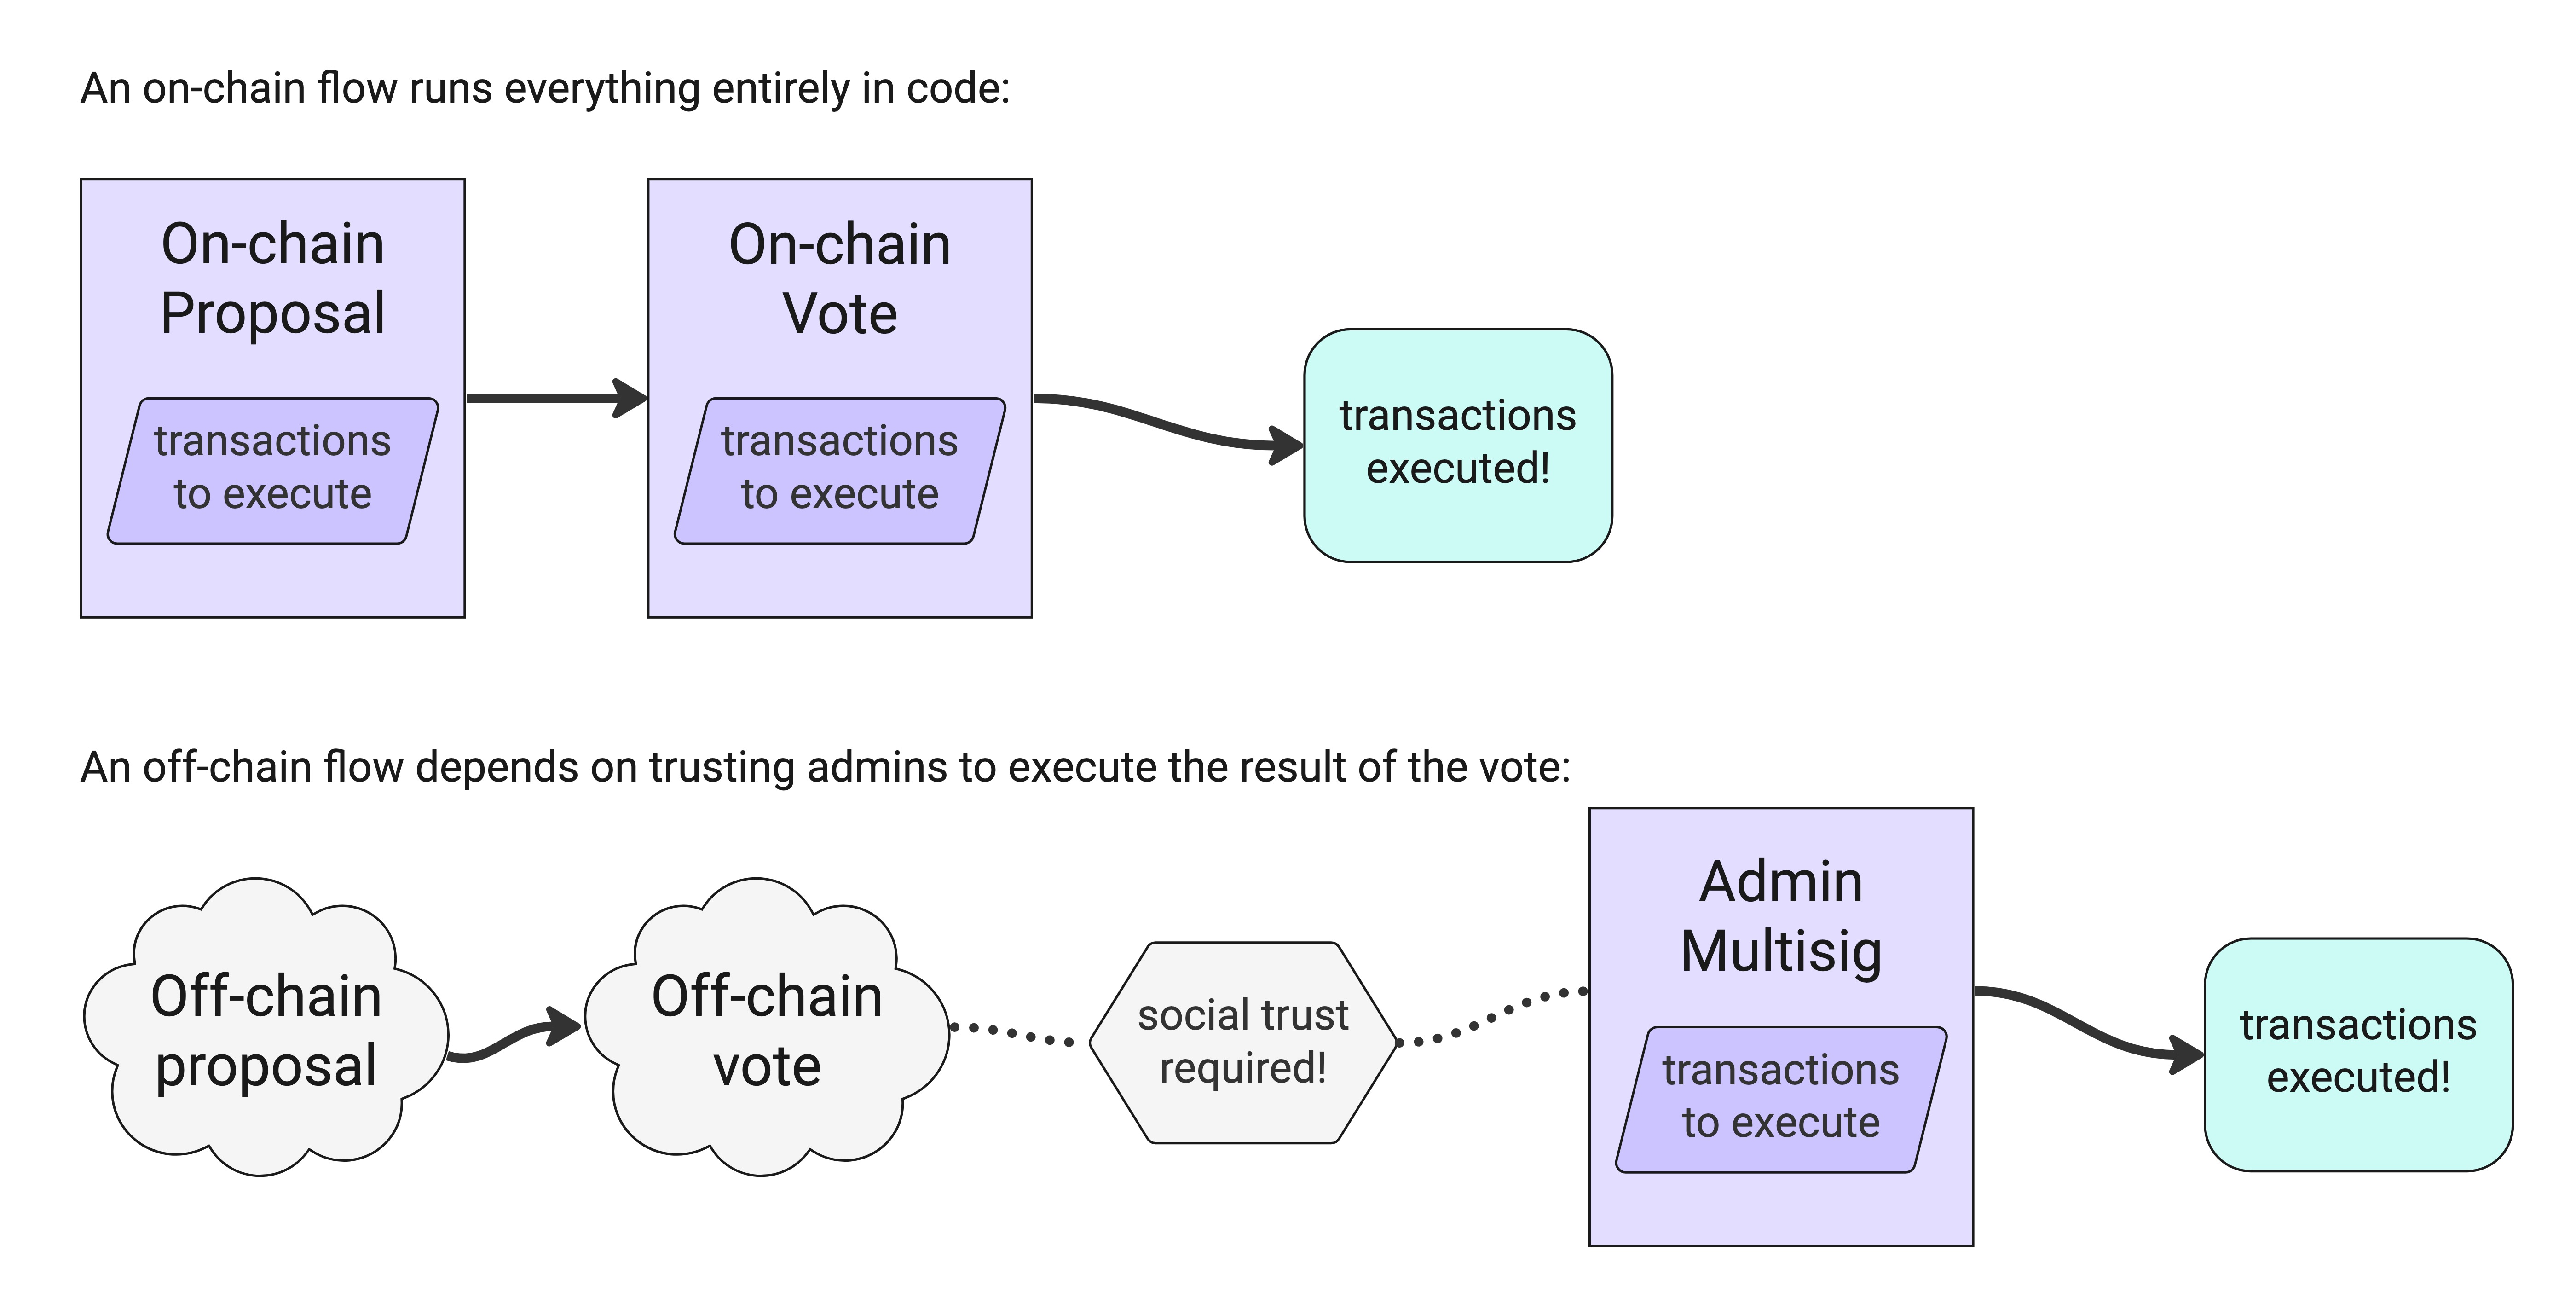 An on-chain flow runs everything entirely in code:
On-chain
Proposal
transactions
to execute
On-chain
Vote
transactions
to execute
transactions
executed!
An off-chain flow depends on trusting admins to execute the result of the vote:
Off-chain
proposal
Off-chain
vote
social trust
required!
Admin
Multisig
transactions
to execute
transactions
executed!